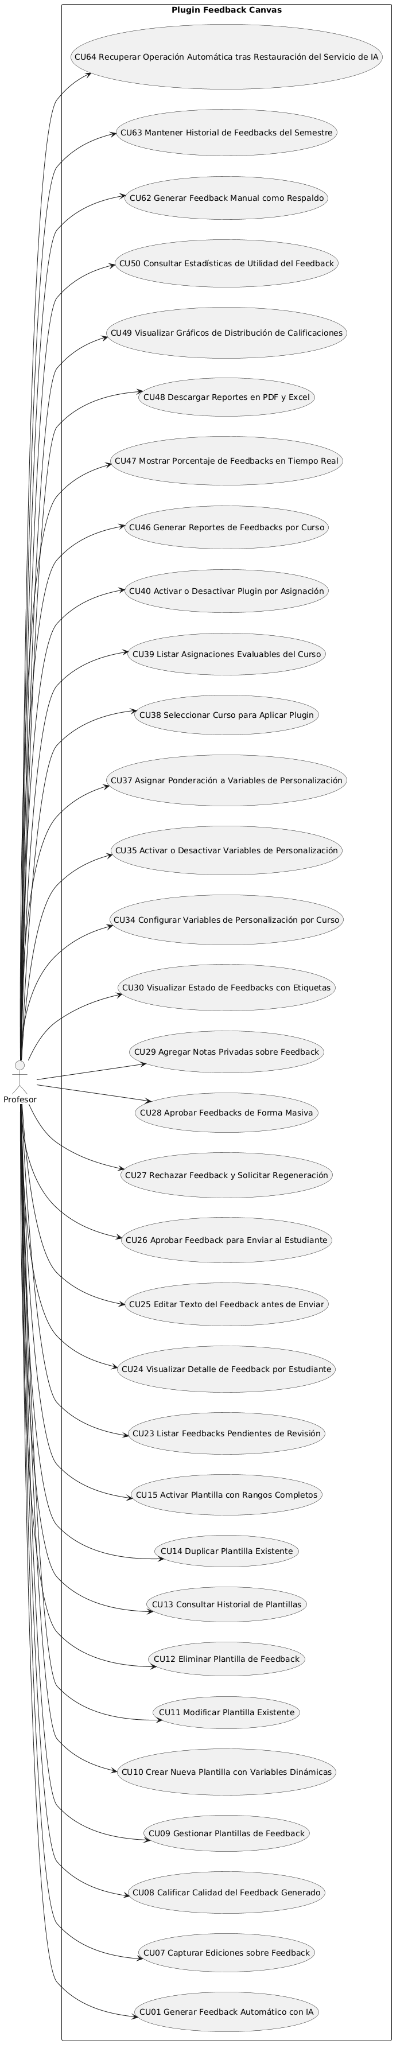 Plugin Feedback Canvas
CU64 Recuperar Operación Automática tras Restauración del Servicio de IA
CU63 Mantener Historial de Feedbacks del Semestre
CU62 Generar Feedback Manual como Respaldo
CU50 Consultar Estadísticas de Utilidad del Feedback
CU49 Visualizar Gráficos de Distribución de Calificaciones
CU48 Descargar Reportes en PDF y Excel
CU47 Mostrar Porcentaje de Feedbacks en Tiempo Real
CU46 Generar Reportes de Feedbacks por Curso
CU40 Activar o Desactivar Plugin por Asignación
CU39 Listar Asignaciones Evaluables del Curso
CU38 Seleccionar Curso para Aplicar Plugin
CU37 Asignar Ponderación a Variables de Personalización
CU35 Activar o Desactivar Variables de Personalización
CU34 Configurar Variables de Personalización por Curso
CU30 Visualizar Estado de Feedbacks con Etiquetas
CU29 Agregar Notas Privadas sobre Feedback
Profesor
CU28 Aprobar Feedbacks de Forma Masiva
CU27 Rechazar Feedback y Solicitar Regeneración
CU26 Aprobar Feedback para Enviar al Estudiante
CU25 Editar Texto del Feedback antes de Enviar
CU24 Visualizar Detalle de Feedback por Estudiante
CU23 Listar Feedbacks Pendientes de Revisión
CU15 Activar Plantilla con Rangos Completos
CU14 Duplicar Plantilla Existente
CU13 Consultar Historial de Plantillas
CU12 Eliminar Plantilla de Feedback
CU11 Modificar Plantilla Existente
CU10 Crear Nueva Plantilla con Variables Dinámicas
CU09 Gestionar Plantillas de Feedback
CU08 Calificar Calidad del Feedback Generado
CU07 Capturar Ediciones sobre Feedback
CU01 Generar Feedback Automático con IA